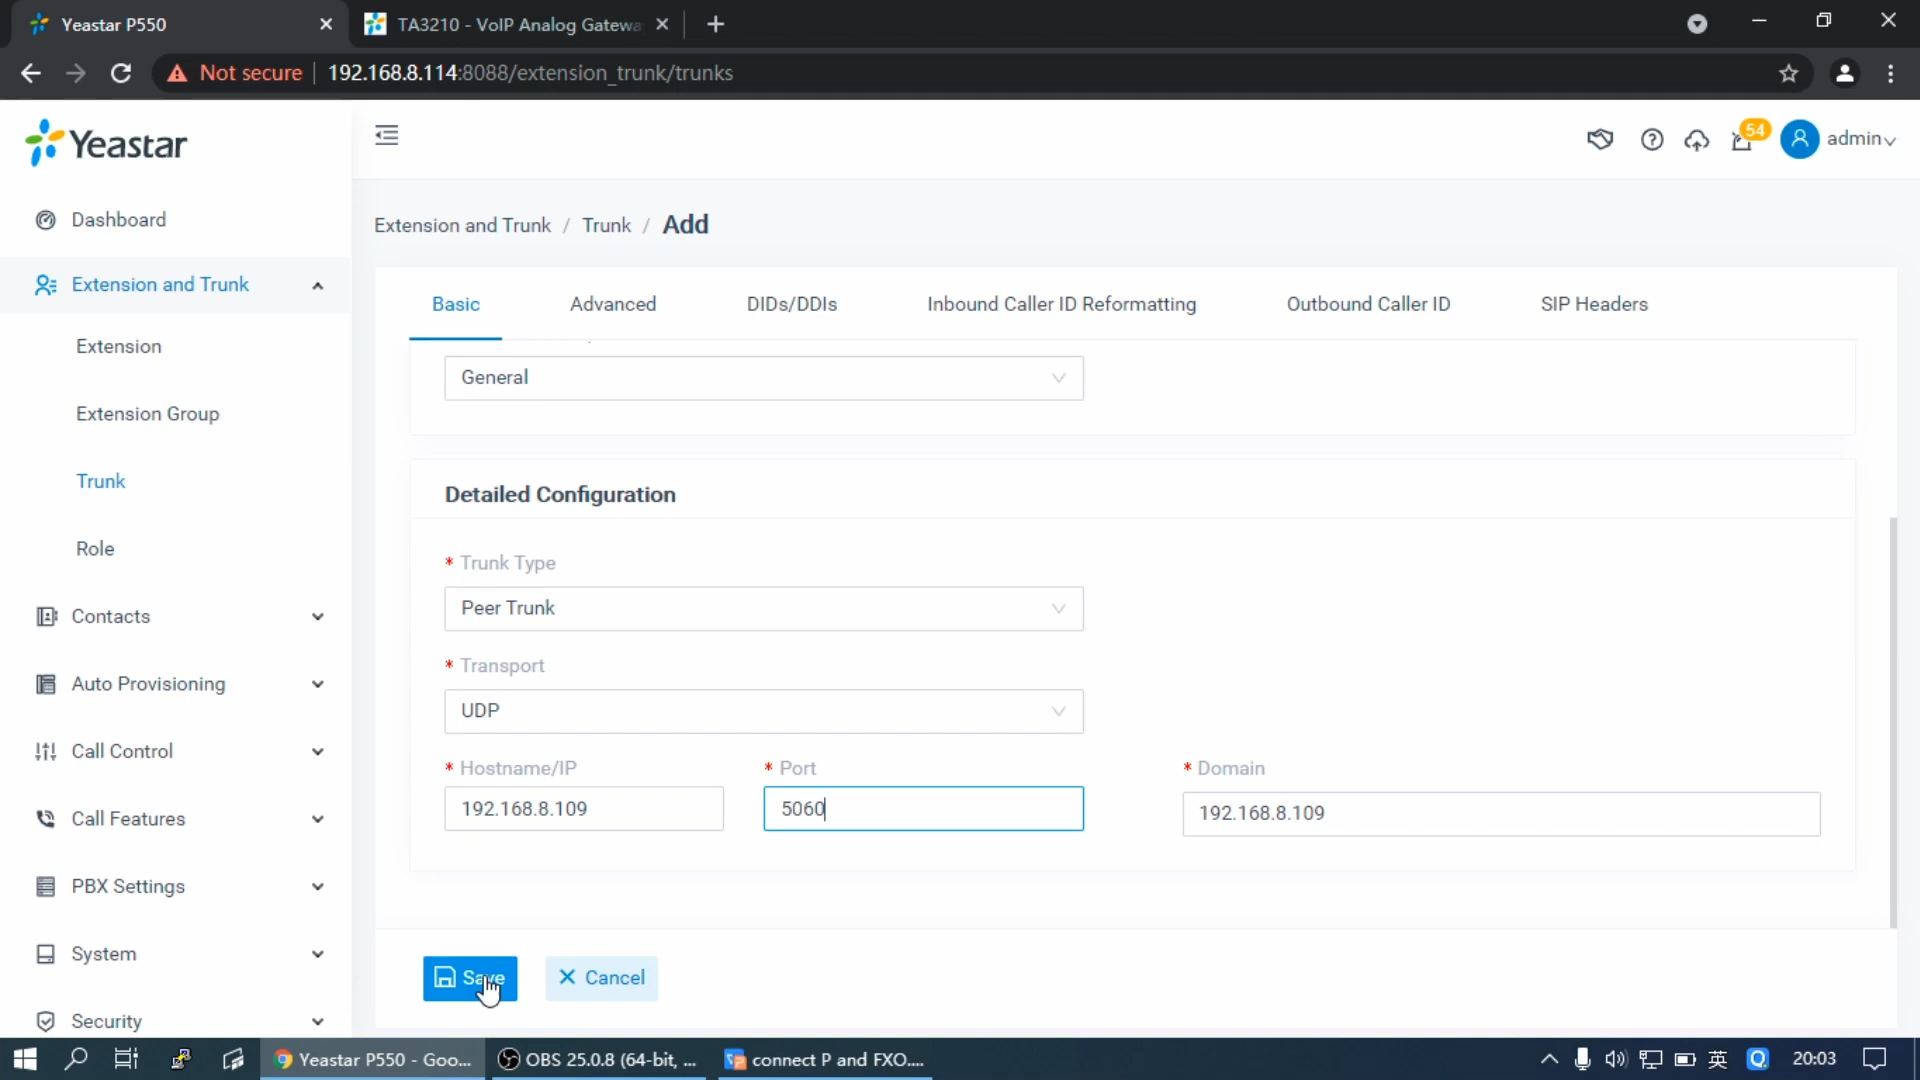 Yeastar P550
TA3210 - VoIP Analog Gatewa
Not secure
192.168.8.114:8088/extension_trunk/trunks
Yeastar
54
admin
Dashboard
Extension and Trunk
Extension
Extension Group
Trunk
Role
Contacts
Auto Provisioning
Call Control
Call Features
PBX Settings
System
Security
Extension and Trunk / Trunk / Add
Basic
Advanced
DIDs/DDIs
Inbound Caller ID Reformatting
Outbound Caller ID
SIP Headers
General
Detailed Configuration
* Trunk Type
Peer Trunk
* Transport
UDP
* Hostname/IP
* Port
* Domain
192.168.8.109
5060
192.168.8.109
Save
Cancel
Yeastar P550 - Goo...
OBS 25.0.8 (64-bit, ...
connect P and FXO....
英
20:03